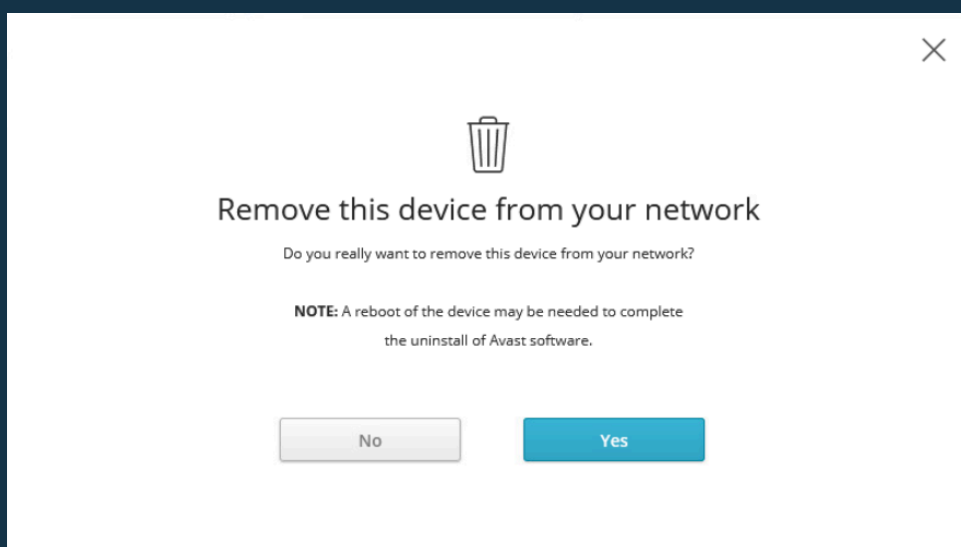 Remove this device from your network
Do you really want to remove this device from your network?
NOTE: A reboot of the device may be needed to complete
the uninstall of Avast software.
No
Yes